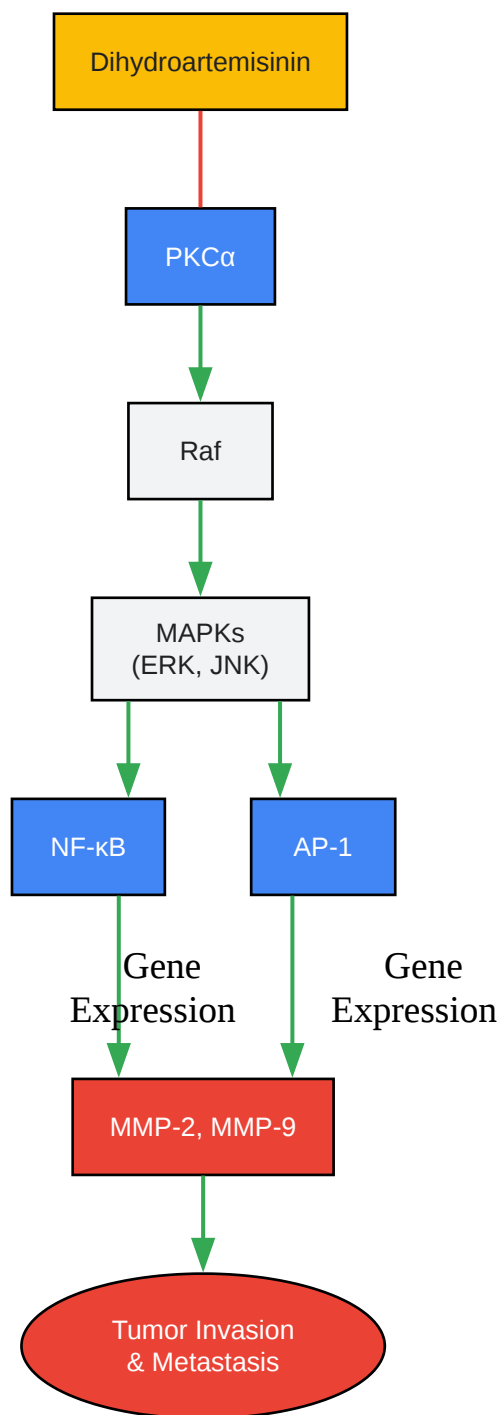 Dihydroartemisinin
PKCα
Raf
MAPKs
(ERK, JNK)
NF-κB
AP-1
Gene
Expression
Gene
Expression
MMP-2, MMP-9
Tumor Invasion
& Metastasis